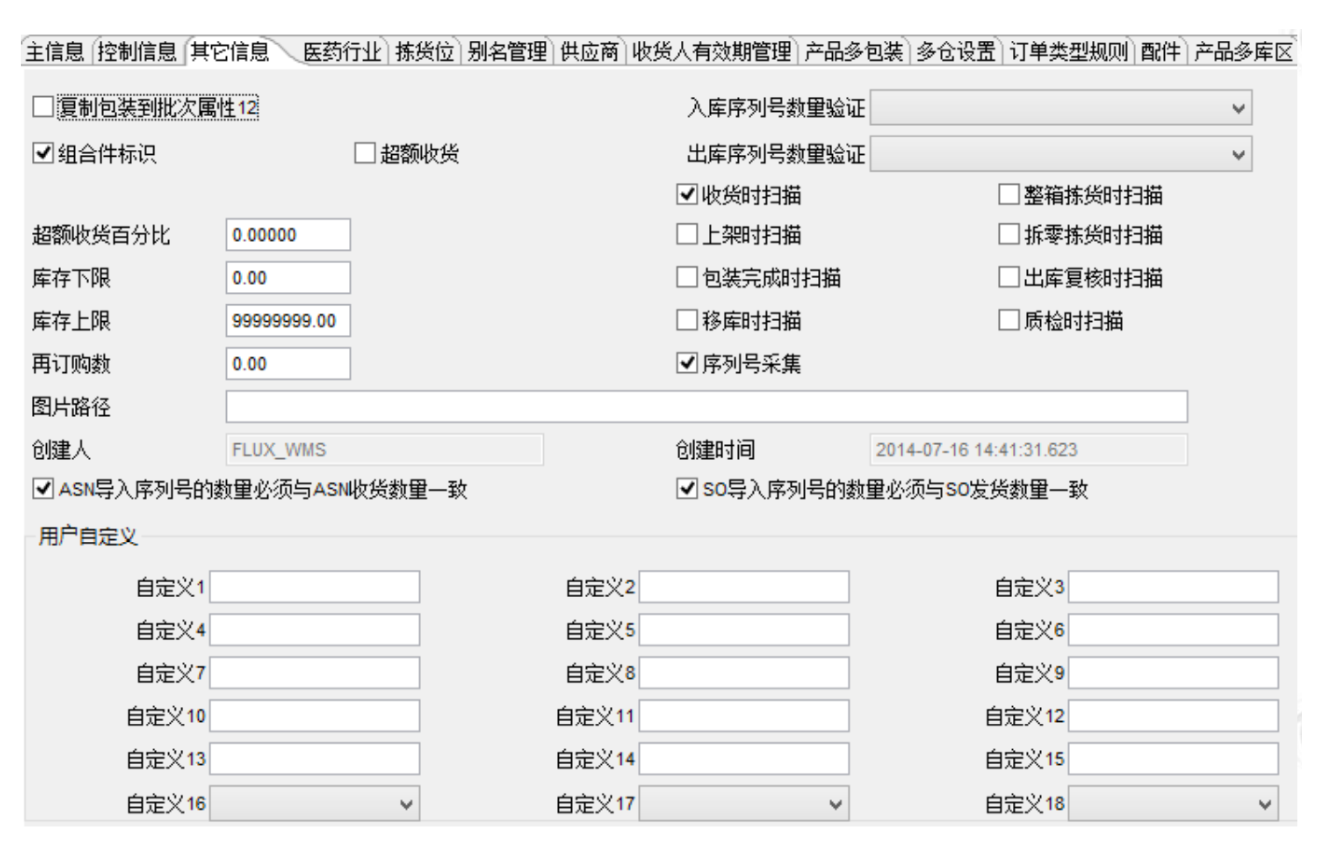 主信息 控制信息 其它信息 医药行业 拣货位 别名管理 供应商 收货人有效期管理 产品多包装 多仓设置 订单类型规则 配件 产品多库区
复制包装到批次属性12 入库序列号数量验证
组合件标识 超额收货 出库序列号数量验证
收货时扫描 整箱拣货时扫描
超额收货百分比 0.00000 上架时扫描 拆零拣货时扫描
库存下限 0.00 包装完成时扫描 出库复核时扫描
库存上限 99999999.00 移库时扫描 质检时扫描
再订购数 0.00 序列号采集
图片路径
创建人 FLUX_WMS 创建时间 2014-07-16 14:41:31.623
ASN导入序列号的数量必须与ASN收货数量一致 SO导入序列号的数量必须与SO发货数量一致
用户自定义
自定义1 自定义2 自定义3
自定义4 自定义5 自定义6
自定义7 自定义8 自定义9
自定义10 自定义11 自定义12
自定义13 自定义14 自定义15
自定义16 自定义17 自定义18